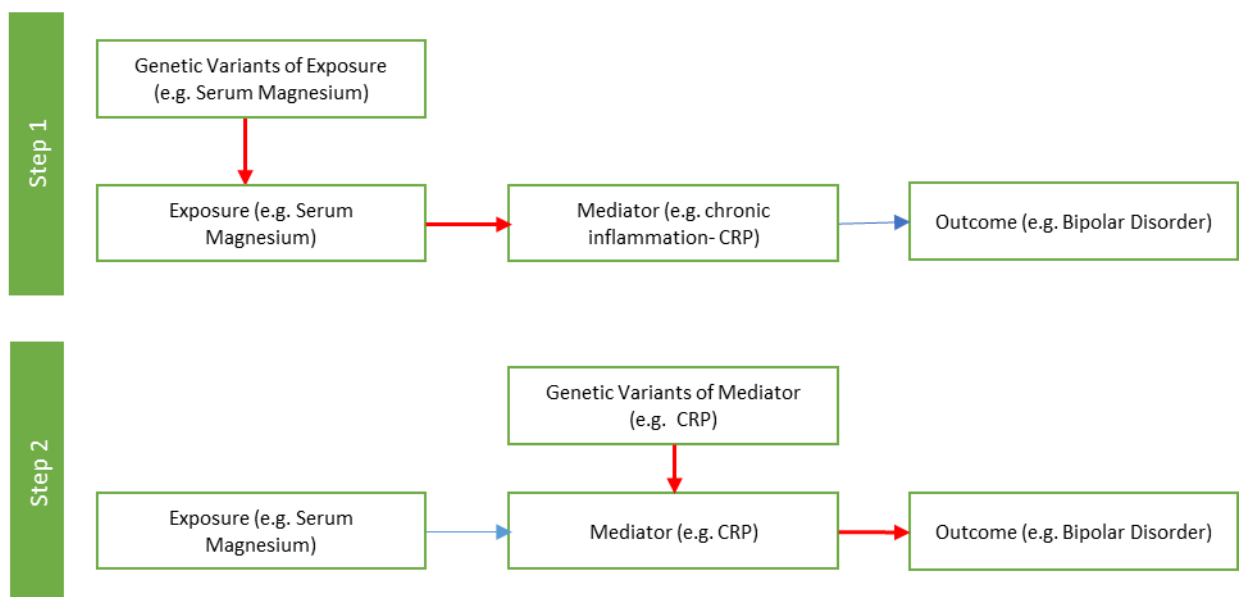 Step 1
Genetic Variants of Exposure
(e.g. Serum Magnesium)
Exposure (e.g. Serum
Magnesium)
Mediator (e.g. chronic
inflammation- CRP)
Outcome (e.g. Bipolar Disorder)
Step 2
Genetic Variants of Mediator
(e.g.  CRP)
Exposure (e.g. Serum
Magnesium)
Mediator (e.g. CRP)
Outcome (e.g. Bipolar Disorder)